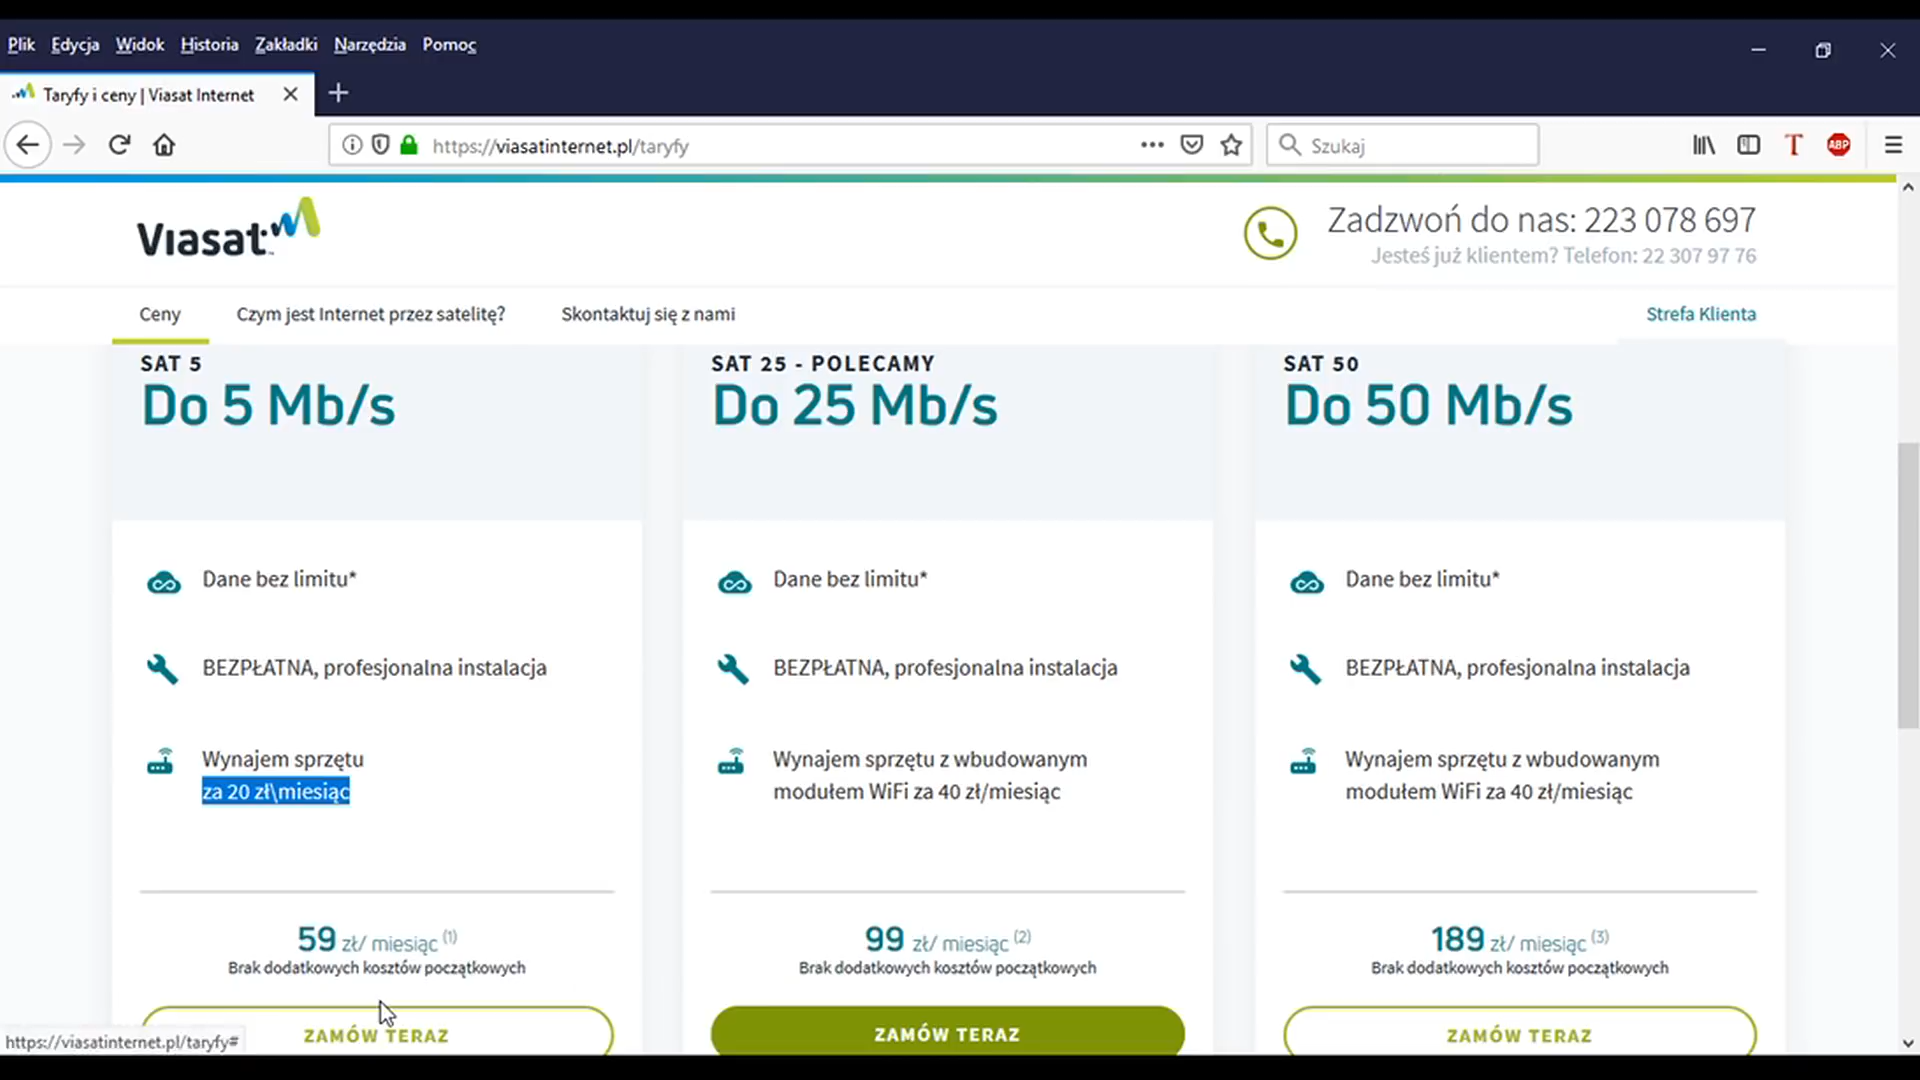 Plik Edycja Widok Historia Zakładki Narzędzia Pomoc
Taryfy i ceny | Viasat Internet
https://viasatinternet.pl/taryfy
Szukaj
T
ABP
Viasat
Zadzwoń do nas: 223 078 697
Jesteś już klientem? Telefon: 22 307 97 76
Ceny Czym jest Internet przez satelitę? Skontaktuj się z nami Strefa Klienta
SAT 5
Do 5 Mb/s
Dane bez limitu*
BEZPŁATNA, profesjonalna instalacja
Wynajem sprzętu
za 20 zł\miesiąc
59 zł/ miesiąc (1)
Brak dodatkowych kosztów początkowych
ZAMÓW TERAZ
SAT 25 - POLECAMY
Do 25 Mb/s
Dane bez limitu*
BEZPŁATNA, profesjonalna instalacja
Wynajem sprzętu z wbudowanym
modułem WiFi za 40 zł/miesiąc
99 zł/ miesiąc (2)
Brak dodatkowych kosztów początkowych
ZAMÓW TERAZ
SAT 50
Do 50 Mb/s
Dane bez limitu*
BEZPŁATNA, profesjonalna instalacja
Wynajem sprzętu z wbudowanym
modułem WiFi za 40 zł/miesiąc
189 zł/ miesiąc (3)
Brak dodatkowych kosztów początkowych
ZAMÓW TERAZ
https://viasatinternet.pl/taryfy#